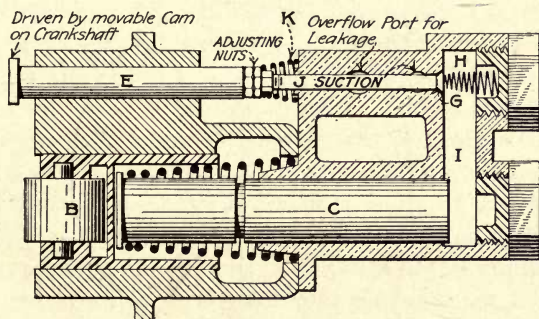 Driven by movable Cam
on Crankshaft
K
Overflow Port for
Leakage
ADJUSTING
NUTS
E
J SUCTION
H
G
I
B
C